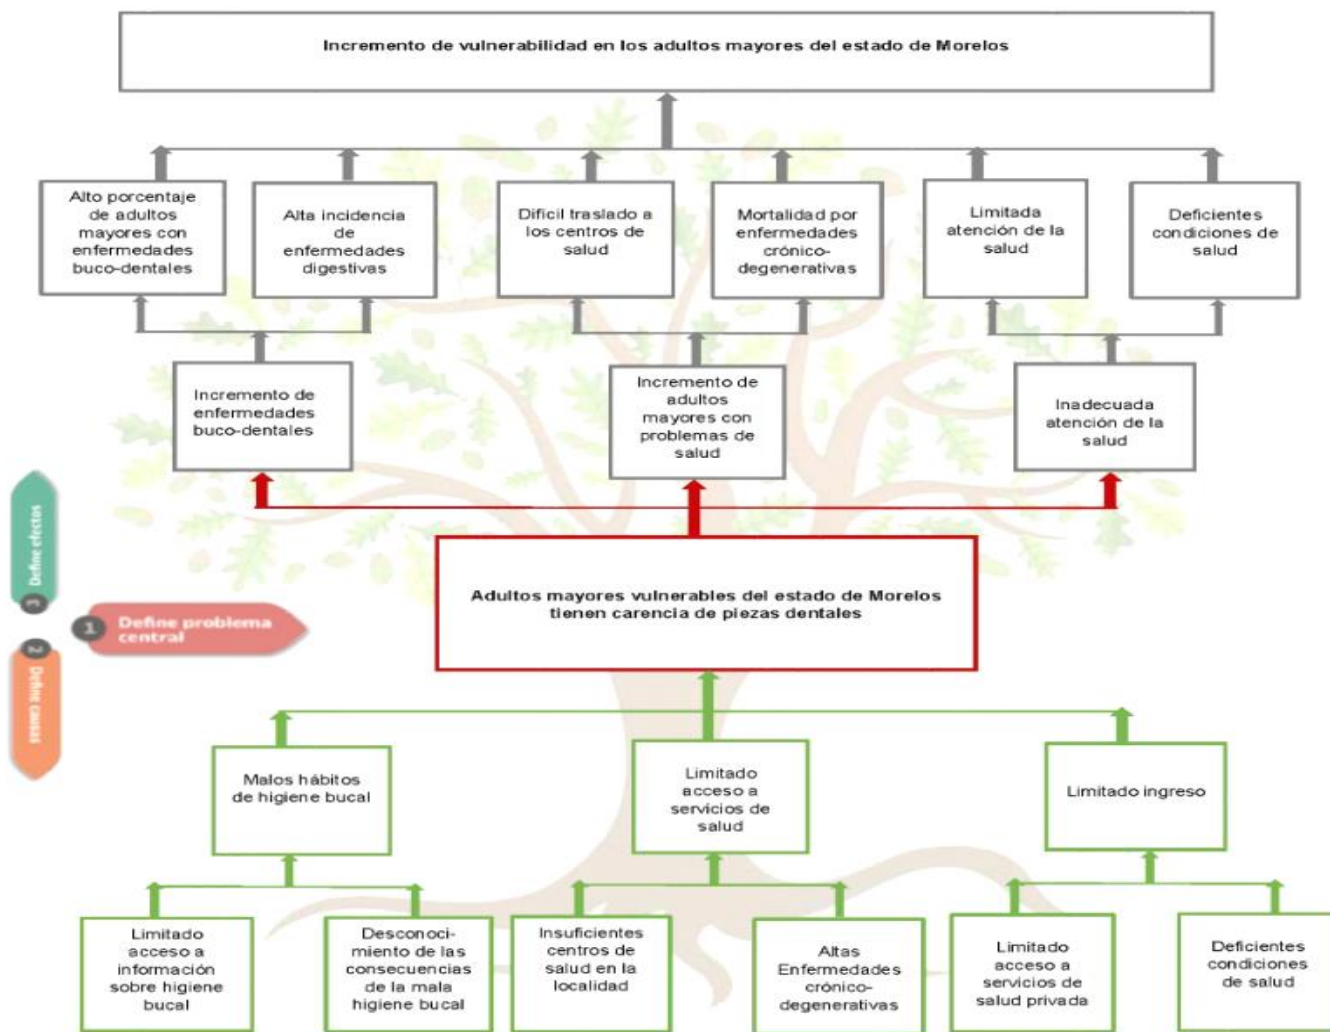 Incremento de vulnerabilidad en los adultos mayores del estado de Morelos
Alto porcentaje
de adultos
mayores con
enfermedades
buco-dentales
Alta incidencia
de
enfermedades
digestivas
Difícil traslado a
los centros de
salud
Mortalidad por
enfermedades
crónico-
degenerativas
Limitada
atención de la
salud
Deficientes
condiciones de
salud
Incremento de
enfermedades
buco-dentales
Incremento de
adultos
mayores con
problemas de
salud
Inadecuada
atención de la
salud
Define efectos
3
1
Define problema
central
2
Define causas
Adultos mayores vulnerables del estado de Morelos
tienen carencia de piezas dentales
Malos hábitos
de higiene bucal
Limitado
acceso a
servicios de
salud
Limitado ingreso
Limitado
acceso a
información
sobre higiene
bucal
Desconoci-
miento de las
consecuencias
de la mala
higiene bucal
Insuficientes
centros de
salud en la
localidad
Altas
Enfermedades
crónico-
degenerativas
Limitado
acceso a
servicios de
salud privada
Deficientes
condiciones
de salud